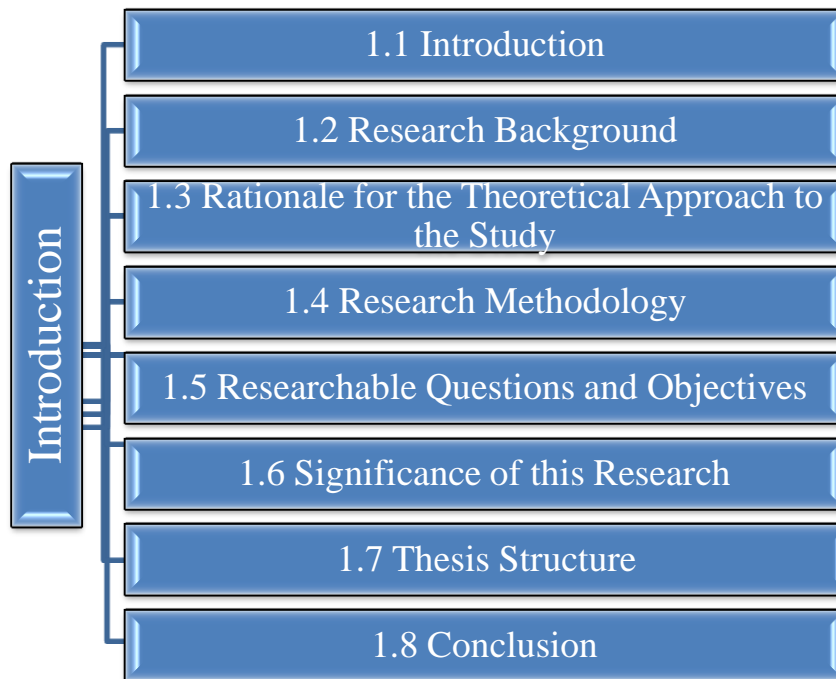 Introduction
1.1 Introduction
1.2 Research Background
1.3 Rationale for the Theoretical Approach to
the Study
1.4 Research Methodology
1.5 Researchable Questions and Objectives
1.6 Significance of this Research
1.7 Thesis Structure
1.8 Conclusion